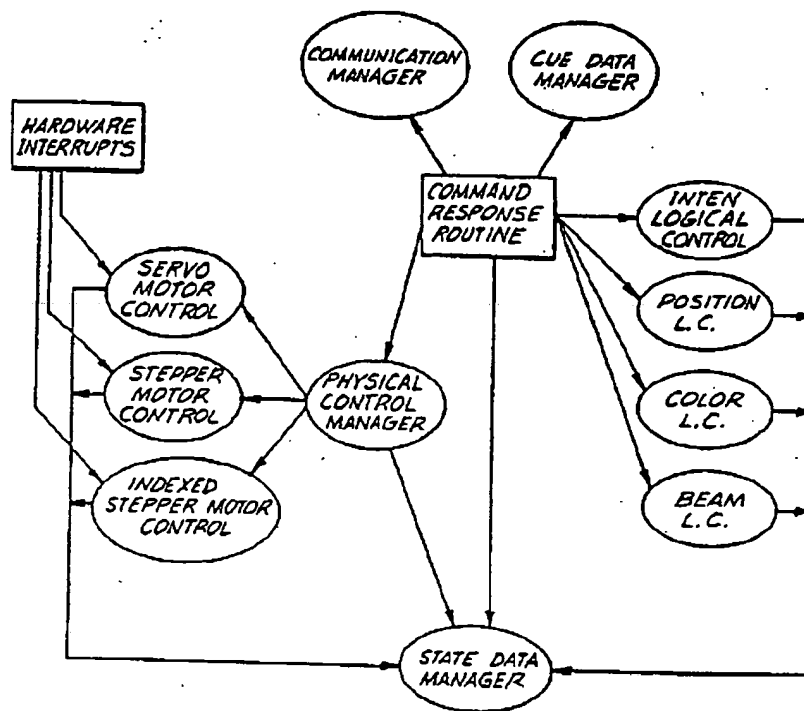 COMMUNICATION
MANAGER
CUE DATA
MANAGER
HARDWARE
INTERRUPTS
COMMAND
RESPONSE
ROUTINE
INTEN
LOGICAL
CONTROL
SERVO
MOTOR
CONTROL
POSITION
L.C.
STEPPER
MOTOR
CONTROL
PHYSICAL
CONTROL
MANAGER
COLOR
L.C.
INDEXED
STEPPER MOTOR
CONTROL
BEAM
L.C.
STATE DATA
MANAGER